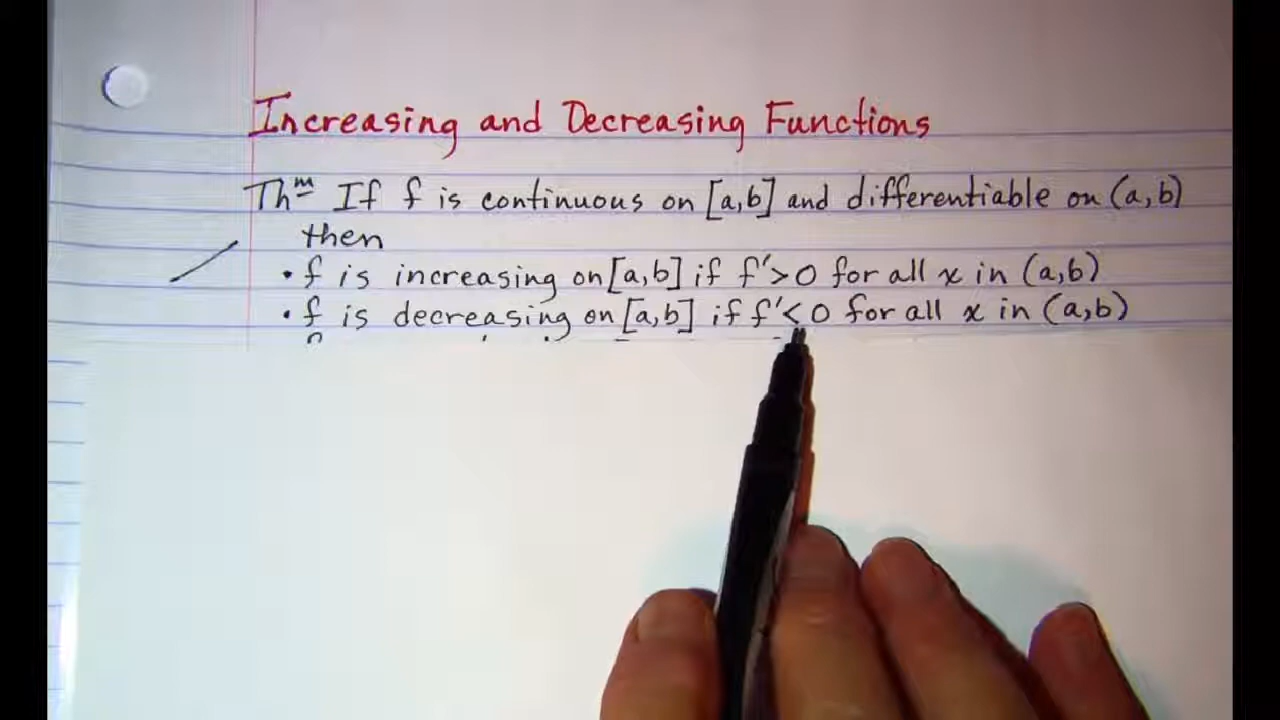 Increasing and Decreasing Functions
Thᵐ If f is continuous on [a,b] and differentiable on (a,b)
then
• f is increasing on [a,b] if f'>0 for all x in (a,b)
• f is decreasing on [a,b] if f'<0 for all x in (a,b)